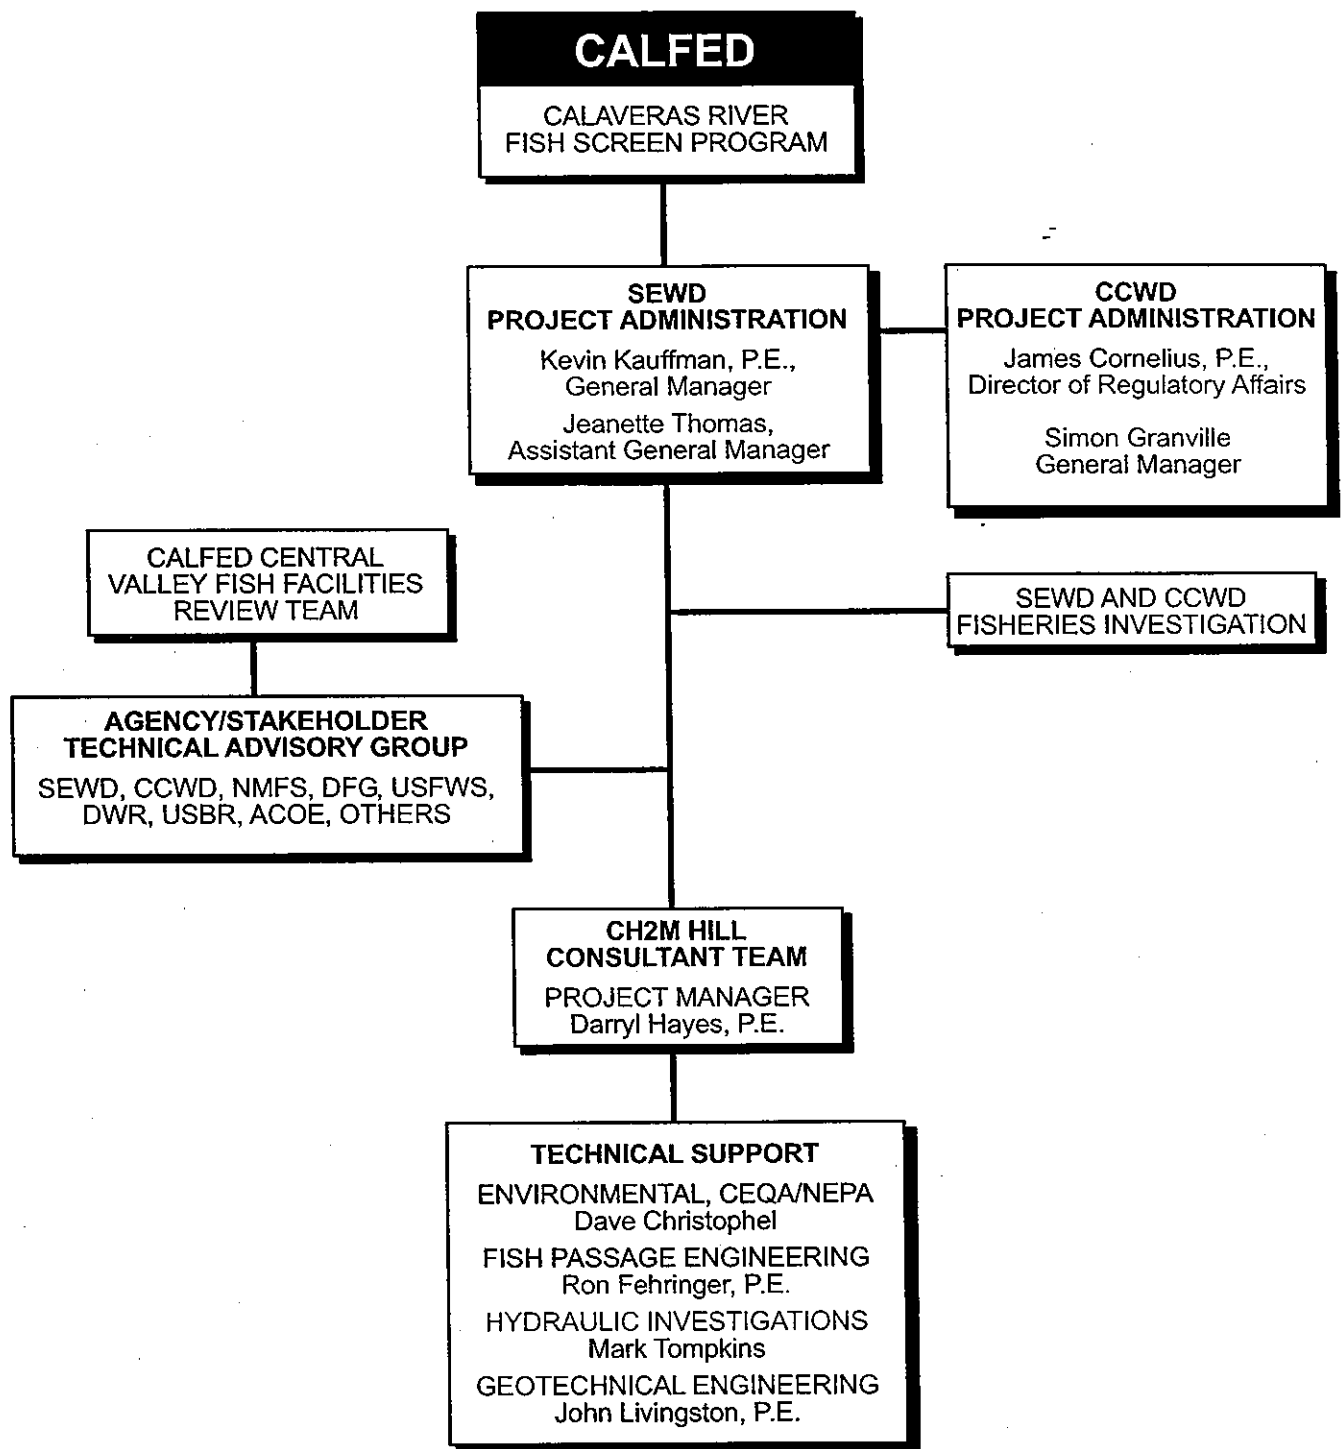 CALFED
CALAVERAS RIVER
FISH SCREEN PROGRAM
SEWD
PROJECT ADMINISTRATION
Kevin Kauffman, P.E.,
General Manager
Jeanette Thomas,
Assistant General Manager
CCWD
PROJECT ADMINISTRATION
James Cornelius, P.E.,
Director of Regulatory Affairs
Simon Granville
General Manager
CALFED CENTRAL
VALLEY FISH FACILITIES
REVIEW TEAM
SEWD AND CCWD
FISHERIES INVESTIGATION
AGENCY/STAKEHOLDER
TECHNICAL ADVISORY GROUP
SEWD, CCWD, NMFS, DFG, USFWS,
DWR, USBR, ACOE, OTHERS
CH2M HILL
CONSULTANT TEAM
PROJECT MANAGER
Darryl Hayes, P.E.
TECHNICAL SUPPORT
ENVIRONMENTAL, CEQA/NEPA
Dave Christophel
FISH PASSAGE ENGINEERING
Ron Fehringer, P.E.
HYDRAULIC INVESTIGATIONS
Mark Tompkins
GEOTECHNICAL ENGINEERING
John Livingston, P.E.